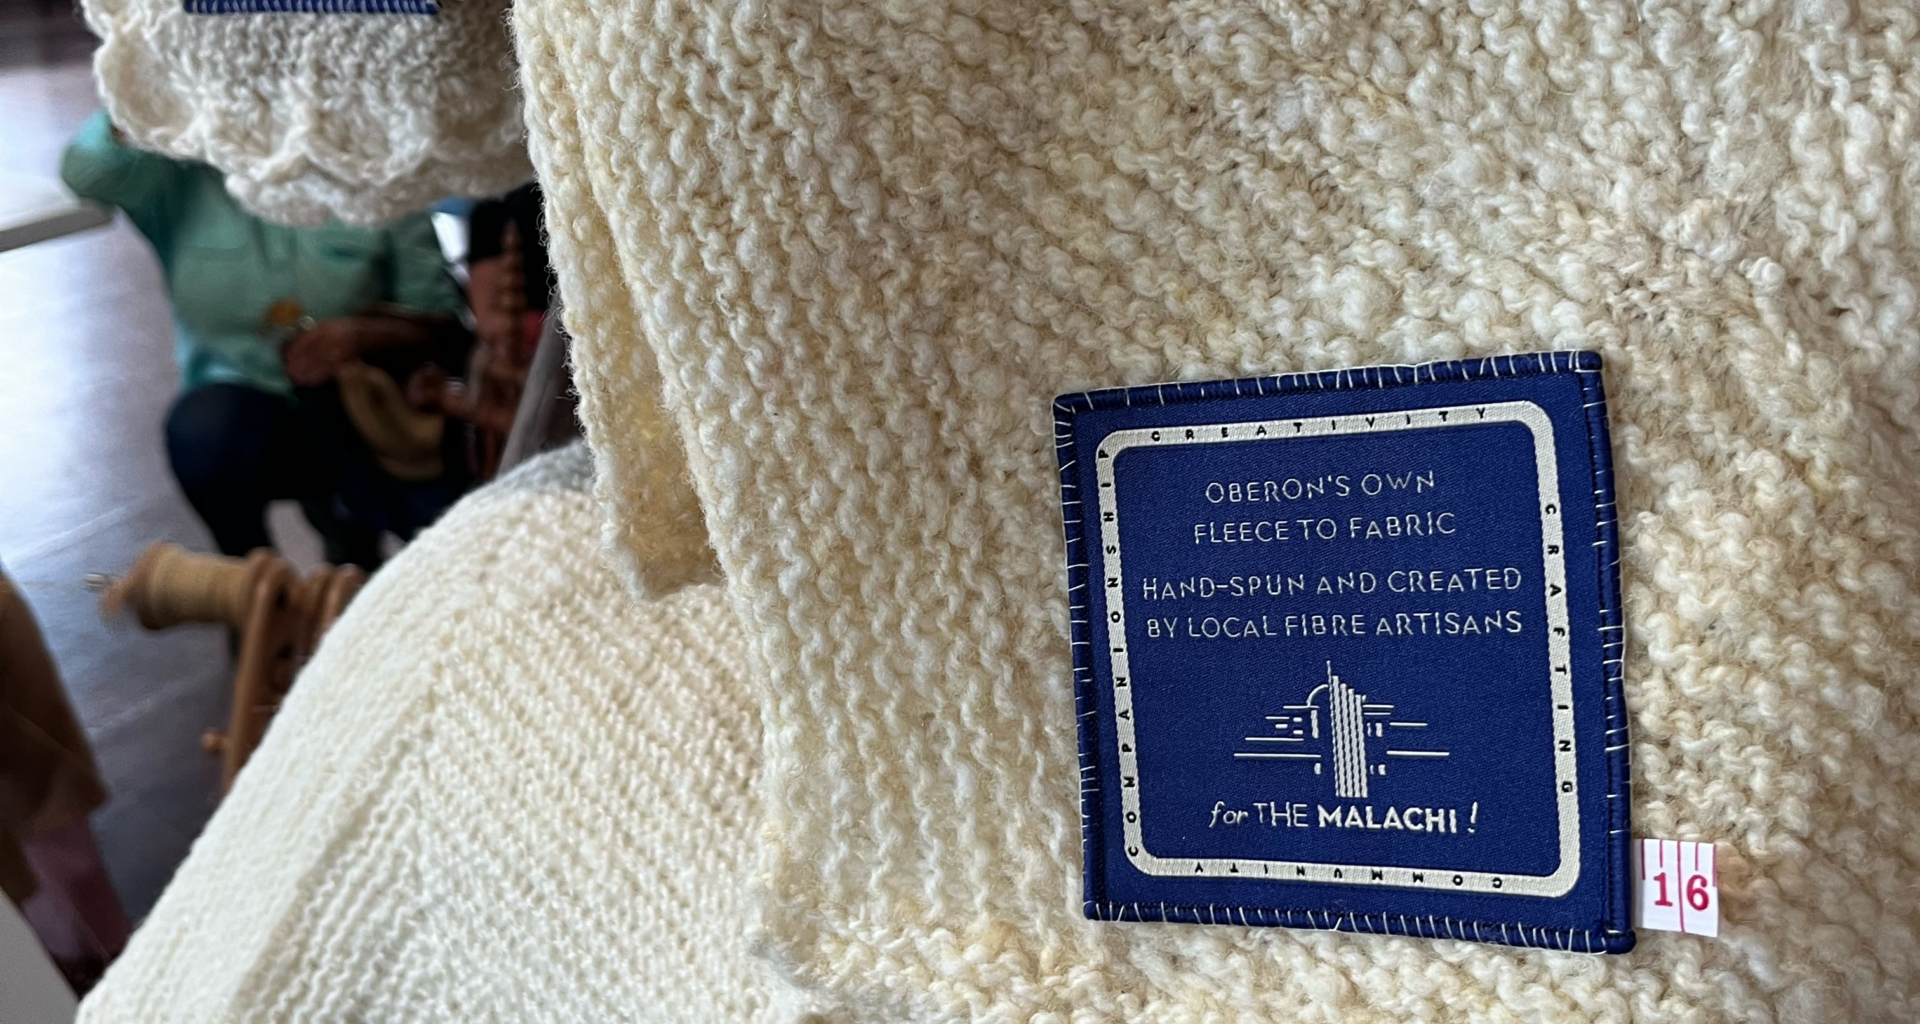 CREATIVITY
CRAFTING
COMMUNITY
COMPANIONSHIP
OBERON'S OWN
FLEECE TO FABRIC
HAND-SPUN AND CREATED
BY LOCAL FIBRE ARTISANS
for THE MALACHI!
16